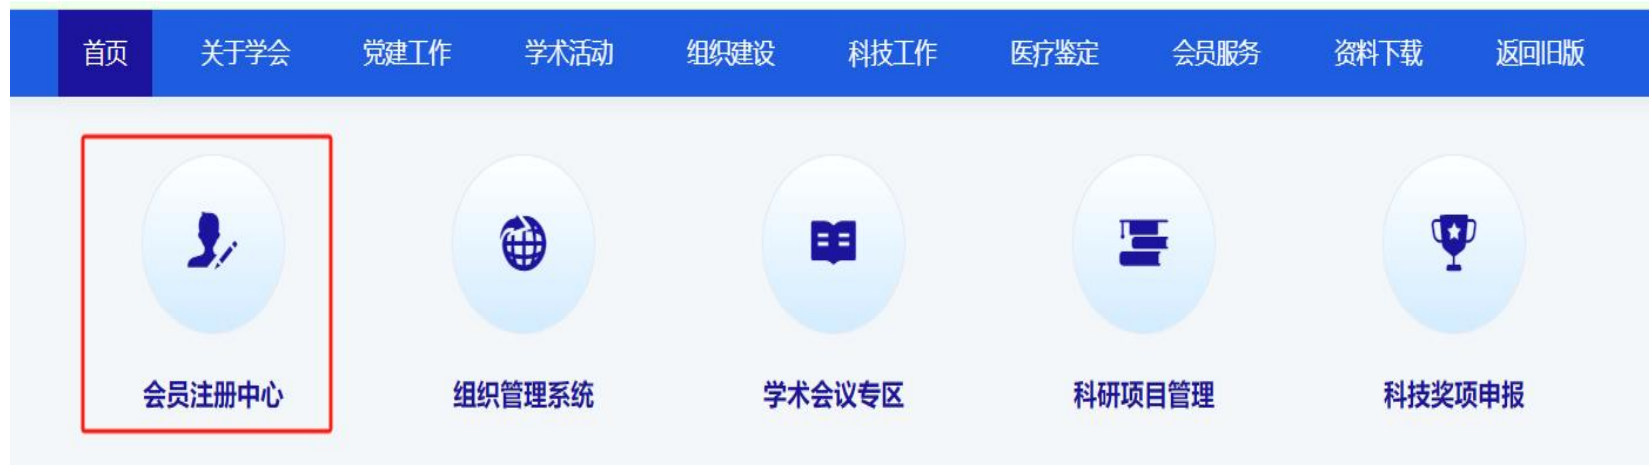 首页 关于学会 党建工作 学术活动 组织建设 科技工作 医疗鉴定 会员服务 资料下载 返回旧版
会员注册中心 组织管理系统 学术会议专区 科研项目管理 科技奖项申报